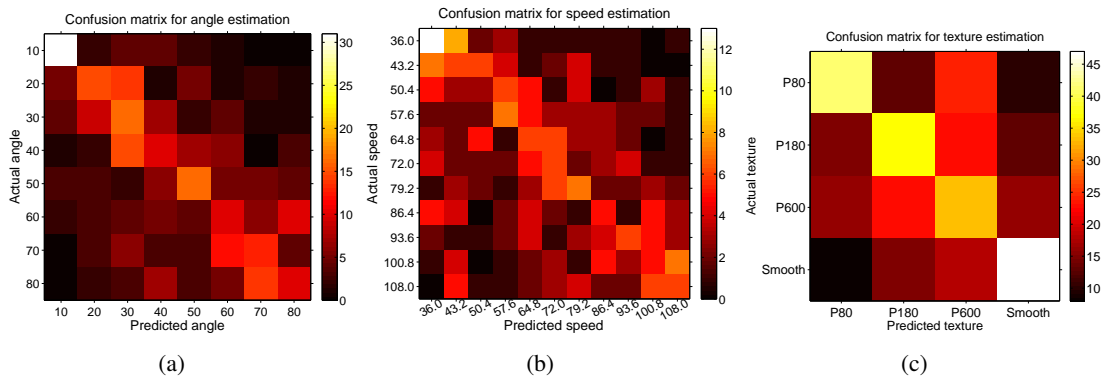 Confusion matrix for angle estimation
Actual angle
10
20
30
40
50
60
70
80
10 20 30 40 50 60 70 80
Predicted angle
30
25
20
15
10
5
0
(a)
Confusion matrix for speed estimation
Actual speed
36.0
43.2
50.4
57.6
64.8
72.0
79.2
86.4
93.6
100.8
108.0
36.0 43.2 50.4 57.6 64.8 72.0 79.2 86.4 93.6 100.8 108.0
Predicted speed
12
10
8
6
4
2
0
(b)
Confusion matrix for texture estimation
Actual texture
P80
P180
P600
Smooth
P80 P180 P600 Smooth
Predicted texture
45
40
35
30
25
20
15
10
(c)